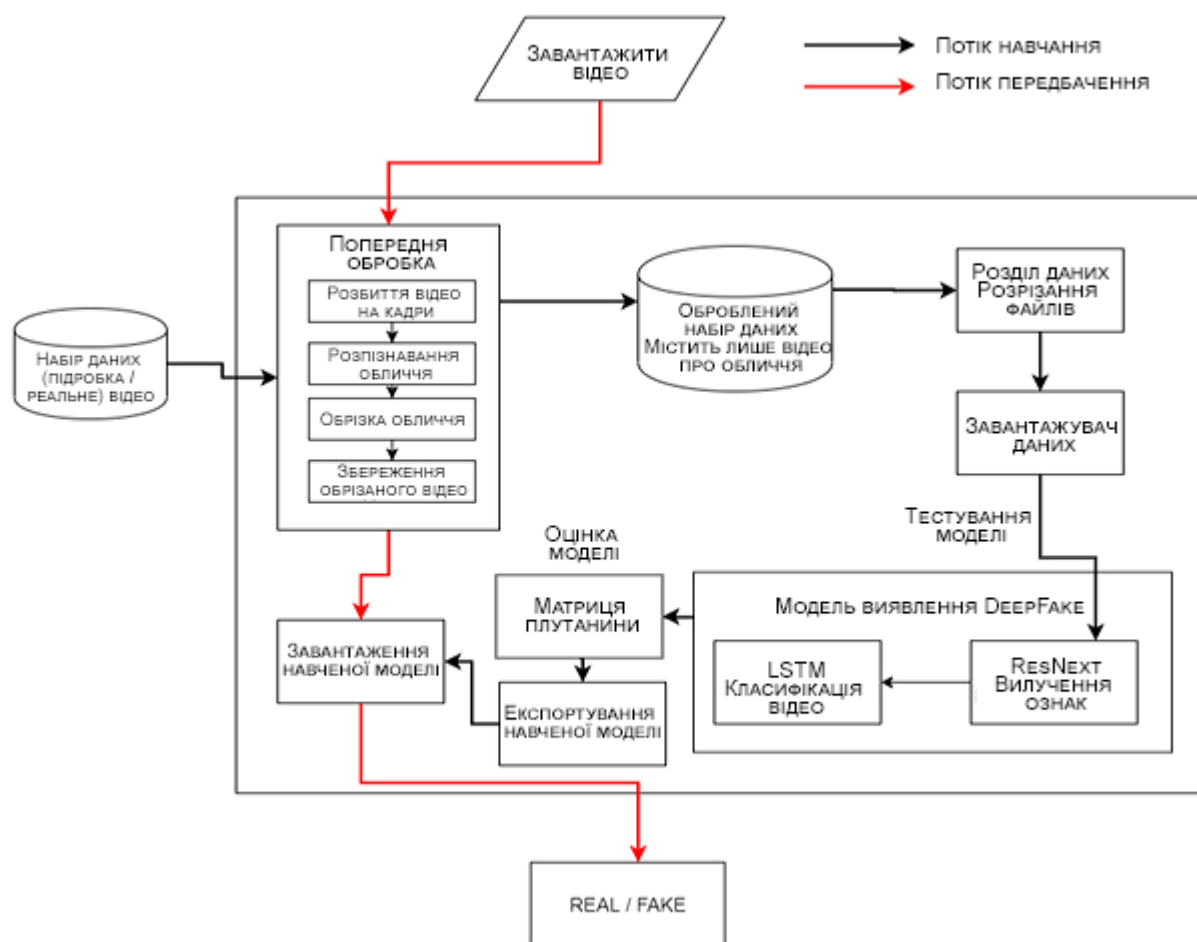 Завантажити
відео
Потік навчання
Потік передбачення
Попередня
обробка
Розбиття відео
на кадри
Розпізнавання
обличчя
Обрізка обличчя
Збереження
обрізаного відео
Набір даних
(підробка /
реальне) відео
Оброблений
набір даних
Містить лише відео
про обличчя
Розділ даних
Розрізання
файлів
Завантажувач
даних
Тестування
моделі
Оцінка
моделі
Матриця
плутанини
Модель виявлення DeepFake
ResNext
Вилучення
ознак
LSTM
Класифікація
відео
Завантаження
навченої моделі
Експортування
навченої моделі
REAL / FAKE